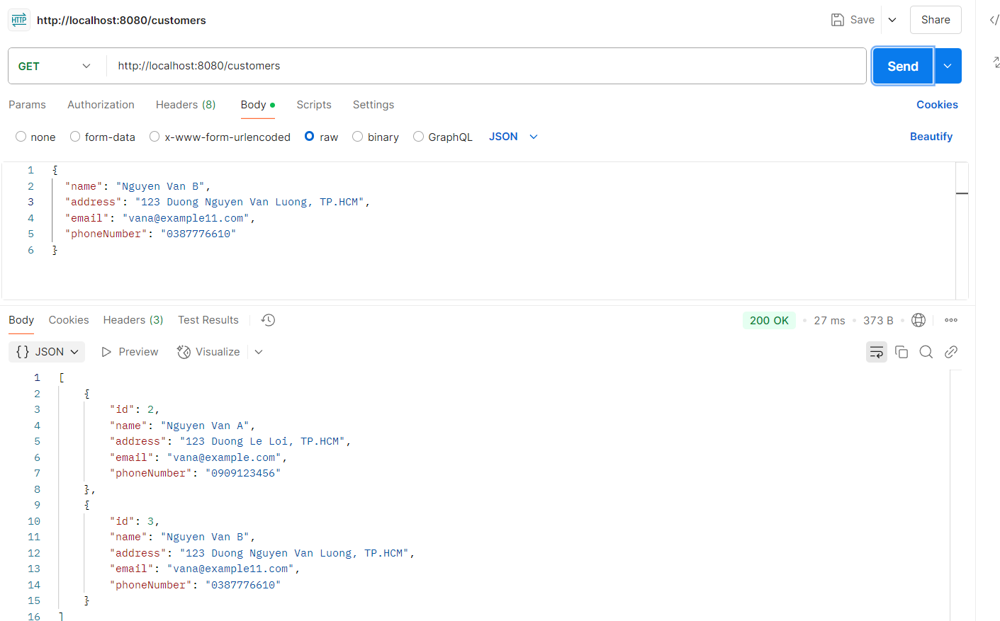 HTTP http://localhost:8080/customers Save Share
GET http://localhost:8080/customers Send
Params Authorization Headers (8) Body Scripts Settings Cookies
none form-data x-www-form-urlencoded raw binary GraphQL JSON Beautify
1 {
2 "name": "Nguyen Van B",
3 "address": "123 Duong Nguyen Van Luong, TP.HCM",
4 "email": "vana@example11.com",
5 "phoneNumber": "0387776610"
6 }
Body Cookies Headers (3) Test Results 200 OK 27 ms 373 B
{} JSON Preview Visualize
1 [
2 {
3 "id": 2,
4 "name": "Nguyen Van A",
5 "address": "123 Duong Le Loi, TP.HCM",
6 "email": "vana@example.com",
7 "phoneNumber": "0909123456"
8 },
9 {
10 "id": 3,
11 "name": "Nguyen Van B",
12 "address": "123 Duong Nguyen Van Luong, TP.HCM",
13 "email": "vana@example11.com",
14 "phoneNumber": "0387776610"
15 }
16 ]